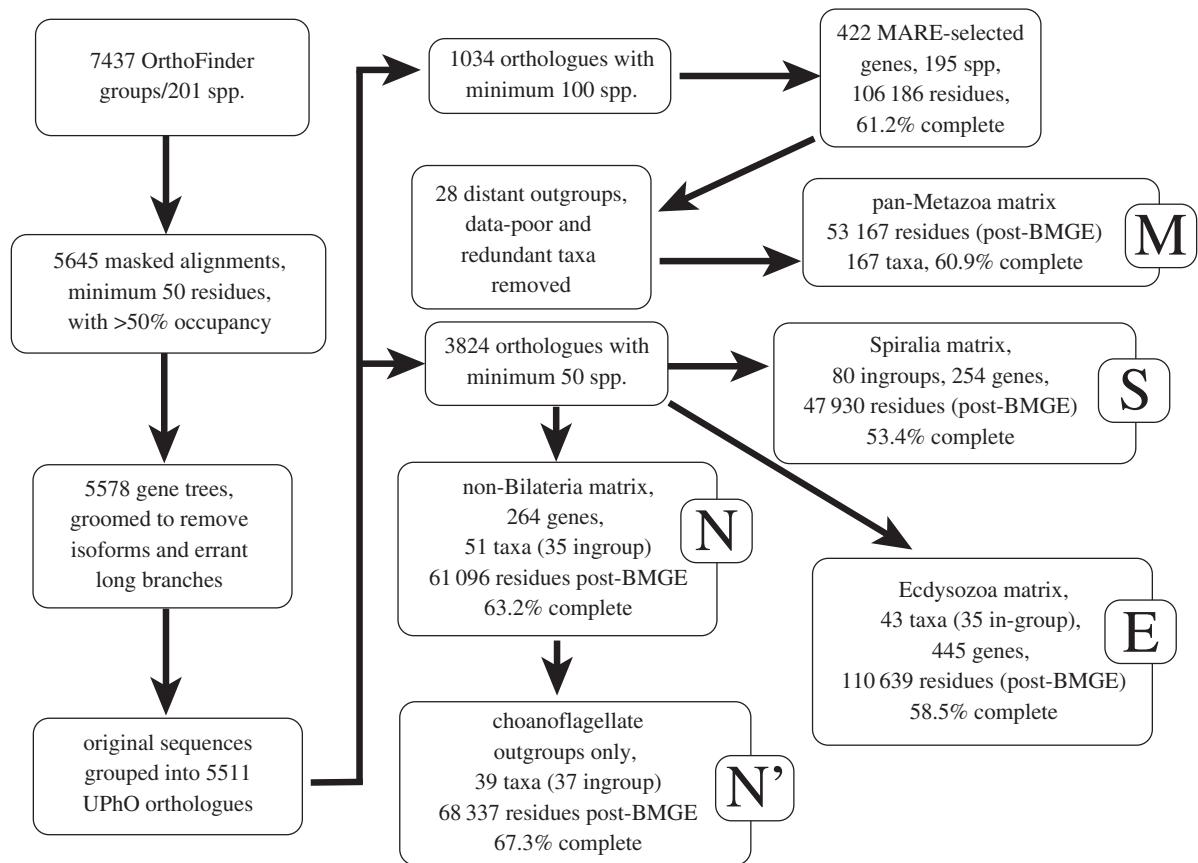 7437 OrthoFinder
groups/201 spp.
5645 masked alignments,
minimum 50 residues,
with >50% occupancy
5578 gene trees,
groomed to remove
isoforms and errant
long branches
original sequences
grouped into 5511
UPhO orthologues
1034 orthologues with
minimum 100 spp.
422 MARE-selected
genes, 195 spp,
106 186 residues,
61.2% complete
28 distant outgroups,
data-poor and
redundant taxa
removed
pan-Metazoa matrix
53 167 residues (post-BMGE)
167 taxa, 60.9% complete
M
3824 orthologues with
minimum 50 spp.
Spiralia matrix,
80 ingroups, 254 genes,
47 930 residues (post-BMGE)
53.4% complete
S
non-Bilateria matrix,
264 genes,
51 taxa (35 ingroup)
61 096 residues post-BMGE
63.2% complete
N
Ecdysozoa matrix,
43 taxa (35 in-group),
445 genes,
110 639 residues (post-BMGE)
58.5% complete
E
choanoflagellate
outgroups only,
39 taxa (37 ingroup)
68 337 residues post-BMGE
67.3% complete
N’